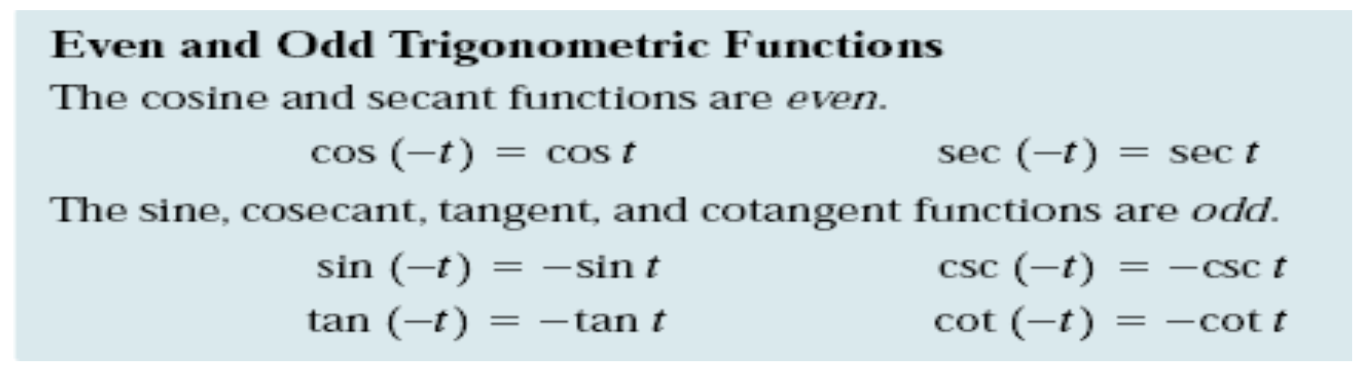 Even and Odd Trigonometric Functions
The cosine and secant functions are even.
cos (−t) = cos t sec (−t) = sec t
The sine, cosecant, tangent, and cotangent functions are odd.
sin (−t) = −sin t csc (−t) = −csc t
tan (−t) = −tan t cot (−t) = −cot t